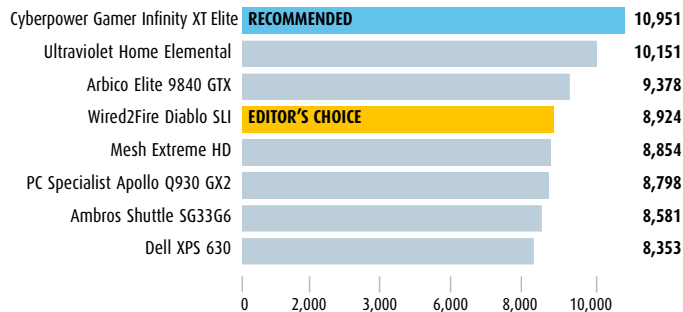 Cyberpower Gamer Infinity XT Elite RECOMMENDED 10,951
Ultraviolet Home Elemental 10,151
Arbico Elite 9840 GTX 9,378
Wired2Fire Diablo SLI EDITOR'S CHOICE 8,924
Mesh Extreme HD 8,854
PC Specialist Apollo Q930 GX2 8,798
Ambros Shuttle SG33G6 8,581
Dell XPS 630 8,353
0 2,000 3,000 6,000 8,000 10,000